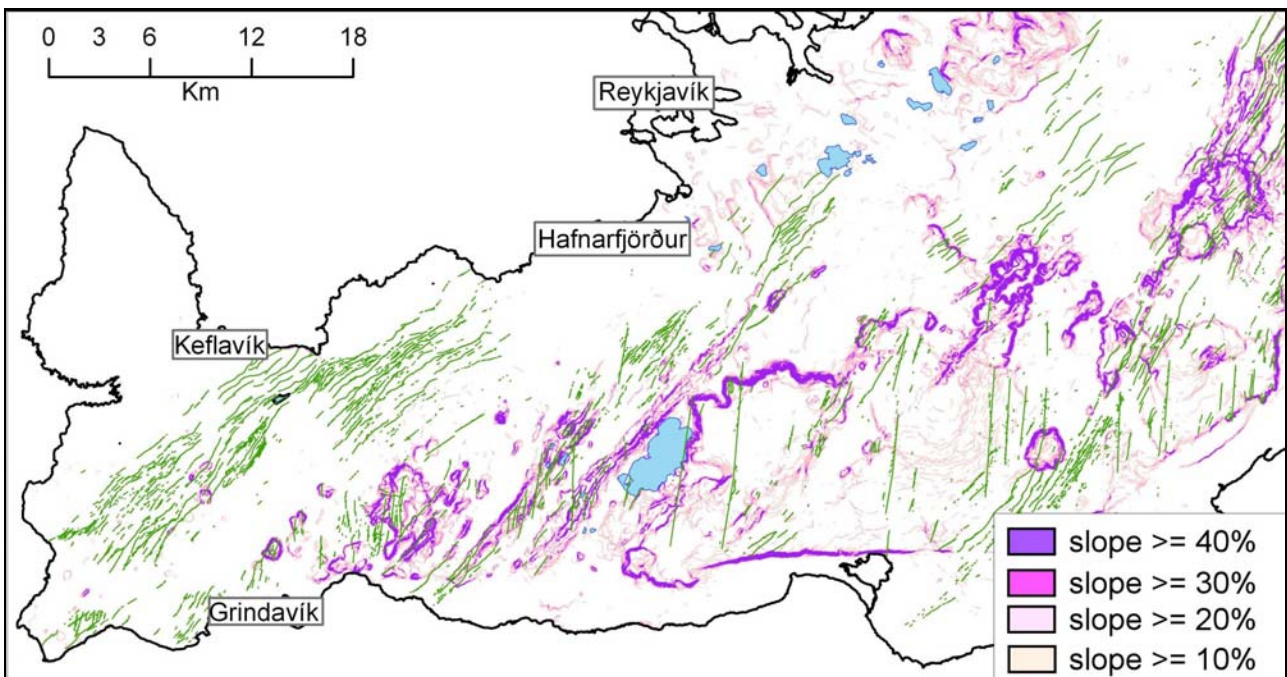 0 3 6 12 18
Km
Reykjavík
Hafnarfjörður
Keflavík
Grindavík
slope >= 40%
slope >= 30%
slope >= 20%
slope >= 10%